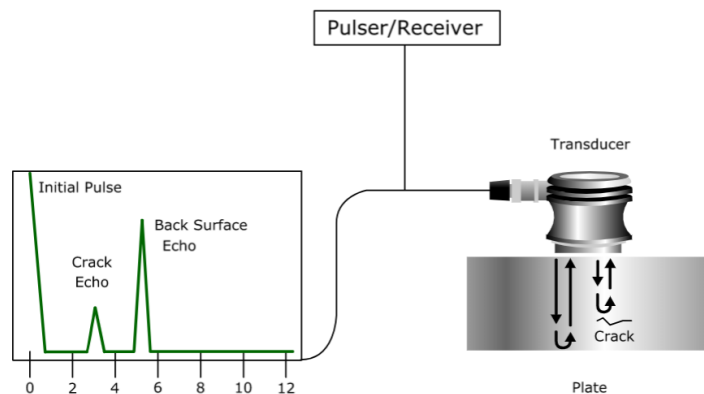 Pulser/Receiver
Transducer
Initial Pulse
Back Surface
Echo
Crack
Echo
Crack
0 2 4 6 8 10 12
Plate